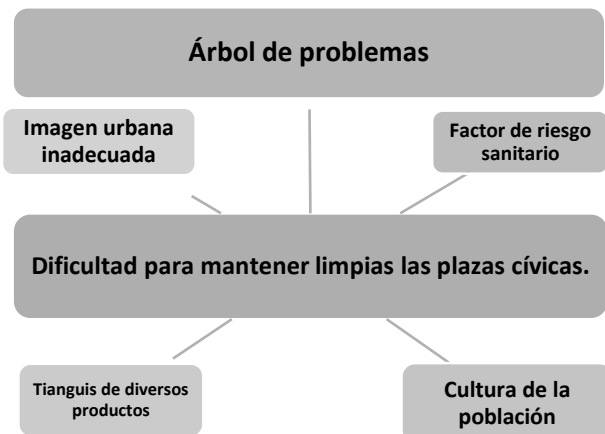 Árbol de problemas
Imagen urbana
inadecuada
Factor de riesgo
sanitario
Dificultad para mantener limpias las plazas cívicas.
Tianguis de diversos
productos
Cultura de la
población